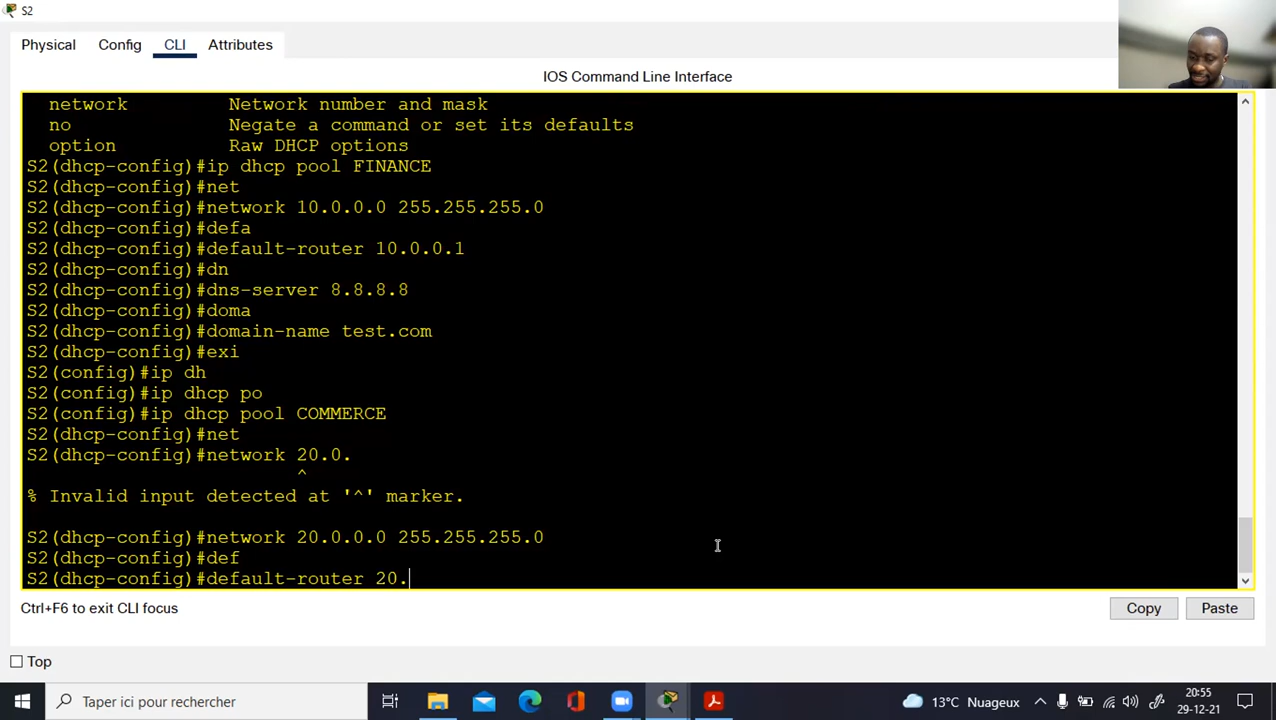 S2
Physical Config CLI Attributes
IOS Command Line Interface
network Network number and mask
no Negate a command or set its defaults
option Raw DHCP options
S2(dhcp-config)#ip dhcp pool FINANCE
S2(dhcp-config)#net
S2(dhcp-config)#network 10.0.0.0 255.255.255.0
S2(dhcp-config)#defa
S2(dhcp-config)#default-router 10.0.0.1
S2(dhcp-config)#dn
S2(dhcp-config)#dns-server 8.8.8.8
S2(dhcp-config)#doma
S2(dhcp-config)#domain-name test.com
S2(dhcp-config)#exi
S2(config)#ip dh
S2(config)#ip dhcp po
S2(config)#ip dhcp pool COMMERCE
S2(dhcp-config)#net
S2(dhcp-config)#network 20.0.
^
% Invalid input detected at '^' marker.
S2(dhcp-config)#network 20.0.0.0 255.255.255.0
S2(dhcp-config)#def
S2(dhcp-config)#default-router 20.
Ctrl+F6 to exit CLI focus
Copy Paste
Top
Taper ici pour rechercher
13°C Nuageux
20:55
29-12-21